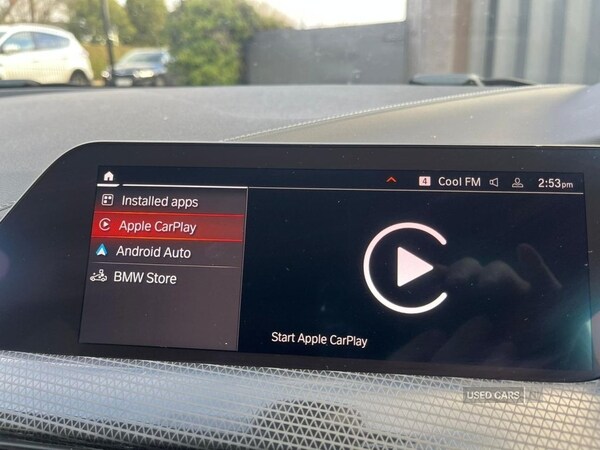 4 Cool FM 2:53pm
Installed apps
Apple CarPlay
Android Auto
BMW Store
Start Apple CarPlay
USED CARS